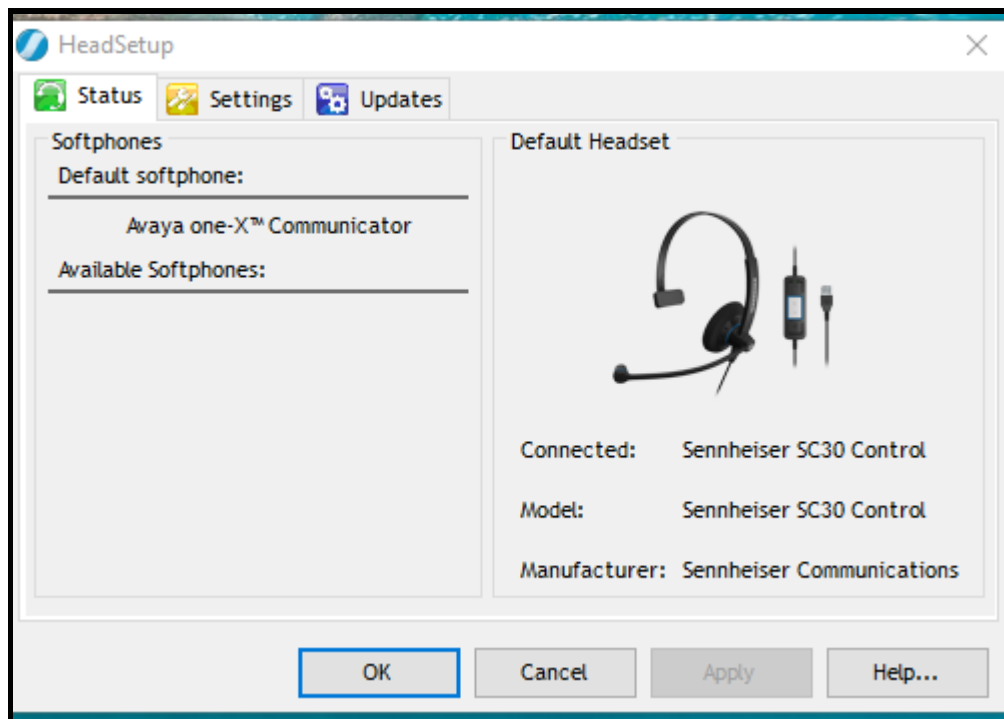 HeadSetup
Status Settings Updates
Softphones
Default softphone:
Avaya one-X™ Communicator
Available Softphones:
Default Headset
Connected: Sennheiser SC30 Control
Model: Sennheiser SC30 Control
Manufacturer: Sennheiser Communications
OK Cancel Apply Help...